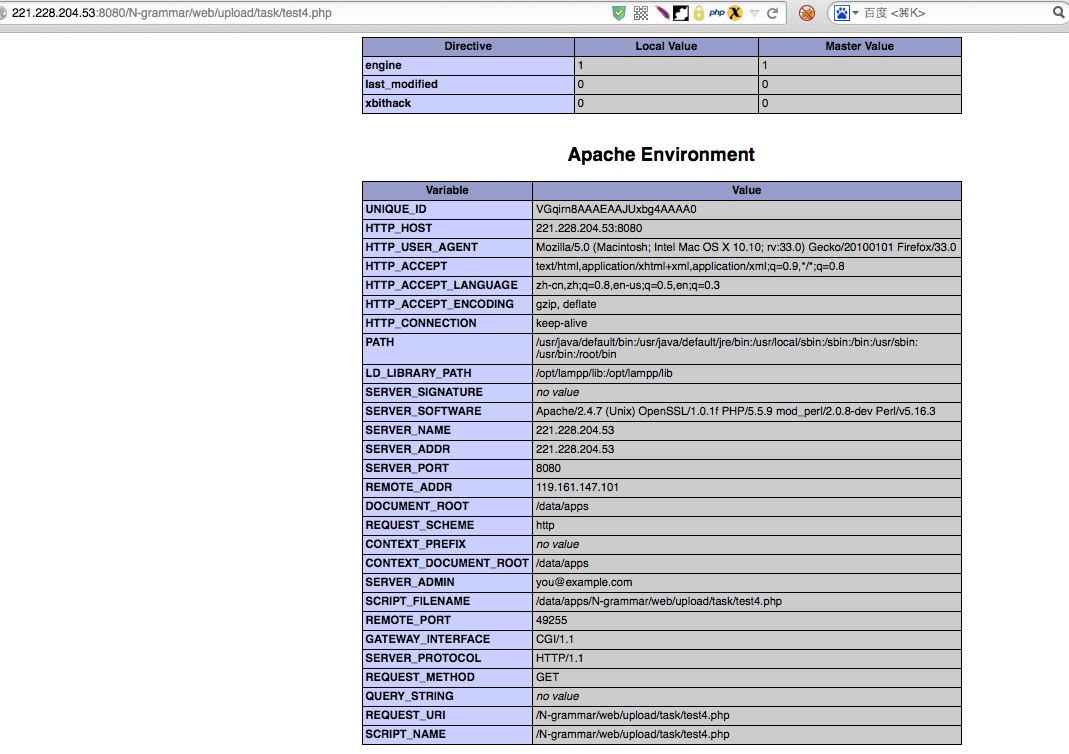 221.228.204.53:8080/N-grammar/web/upload/task/test4.php php 百度 <⌘K>
Directive Local Value Master Value
engine 1 1
last_modified 0 0
xbithack 0 0
Apache Environment
Variable Value
UNIQUE_ID VGqirn8AAAEAAJUxbg4AAAA0
HTTP_HOST 221.228.204.53:8080
HTTP_USER_AGENT Mozilla/5.0 (Macintosh; Intel Mac OS X 10.10; rv:33.0) Gecko/20100101 Firefox/33.0
HTTP_ACCEPT text/html,application/xhtml+xml,application/xml;q=0.9,*/*;q=0.8
HTTP_ACCEPT_LANGUAGE zh-cn,zh;q=0.8,en-us;q=0.5,en;q=0.3
HTTP_ACCEPT_ENCODING gzip, deflate
HTTP_CONNECTION keep-alive
PATH /usr/java/default/bin:/usr/java/default/jre/bin:/usr/local/sbin:/sbin:/bin:/usr/sbin:
/usr/bin:/root/bin
LD_LIBRARY_PATH /opt/lampp/lib:/opt/lampp/lib
SERVER_SIGNATURE no value
SERVER_SOFTWARE Apache/2.4.7 (Unix) OpenSSL/1.0.1f PHP/5.5.9 mod_perl/2.0.8-dev Perl/v5.16.3
SERVER_NAME 221.228.204.53
SERVER_ADDR 221.228.204.53
SERVER_PORT 8080
REMOTE_ADDR 119.161.147.101
DOCUMENT_ROOT /data/apps
REQUEST_SCHEME http
CONTEXT_PREFIX no value
CONTEXT_DOCUMENT_ROOT /data/apps
SERVER_ADMIN you@example.com
SCRIPT_FILENAME /data/apps/N-grammar/web/upload/task/test4.php
REMOTE_PORT 49255
GATEWAY_INTERFACE CGI/1.1
SERVER_PROTOCOL HTTP/1.1
REQUEST_METHOD GET
QUERY_STRING no value
REQUEST_URI /N-grammar/web/upload/task/test4.php
SCRIPT_NAME /N-grammar/web/upload/task/test4.php